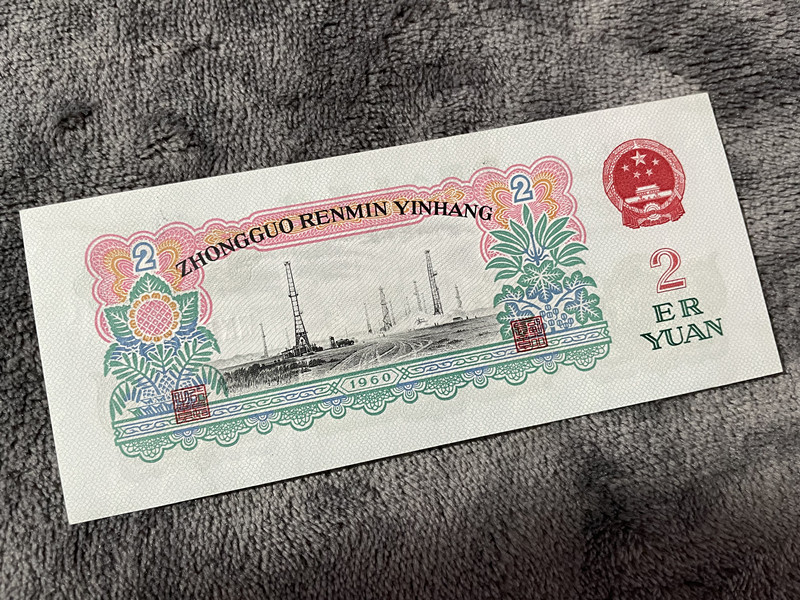 2
ZHONGGUO RENMIN YINHANG
2
1960
2
ER
YUAN